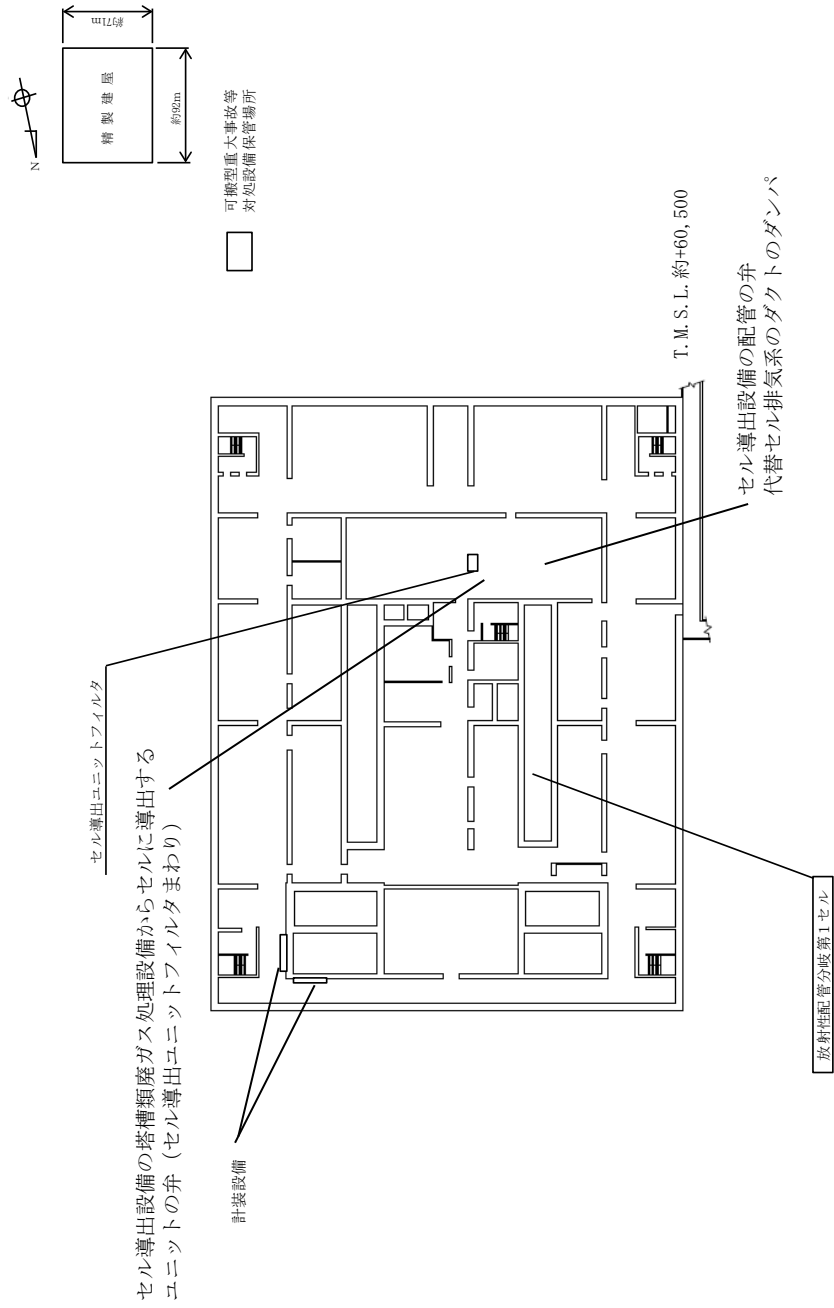 N
精製建屋
約92m
約71m
可搬型重大事故等
対処設備保管場所
セル導出ユニットフィルタ
セル導出設備の塔槽類廃ガス処理設備からセルに導出する
ユニットの弁（セル導出ユニットフィルタまわり）
計装設備
T.M.S.L.約+60,500
セル導出設備の配管の弁
代替セル排気系のダクトのダンパ
放射性配管分岐第1セル